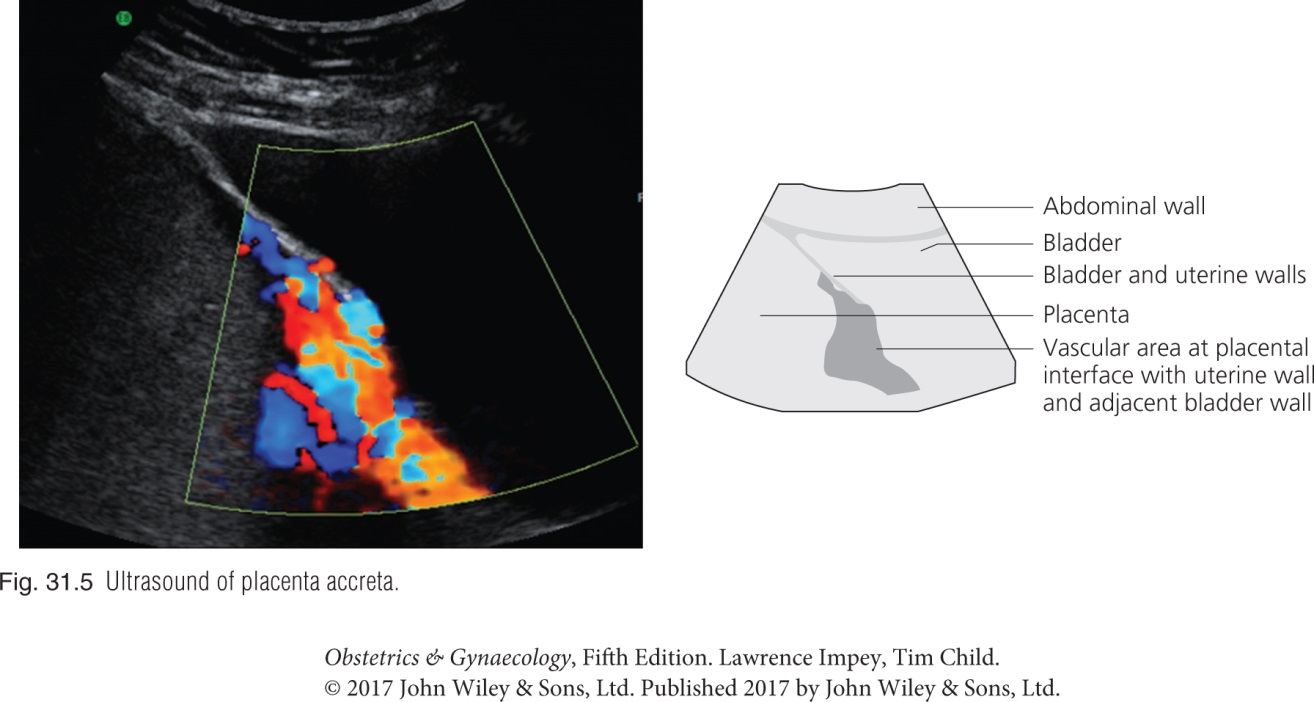 Abdominal wall
Bladder
Bladder and uterine walls
Placenta
Vascular area at placental
interface with uterine wall
and adjacent bladder wall
Fig. 31.5 Ultrasound of placenta accreta.
Obstetrics & Gynaecology, Fifth Edition. Lawrence Impey, Tim Child.
© 2017 John Wiley & Sons, Ltd. Published 2017 by John Wiley & Sons, Ltd.